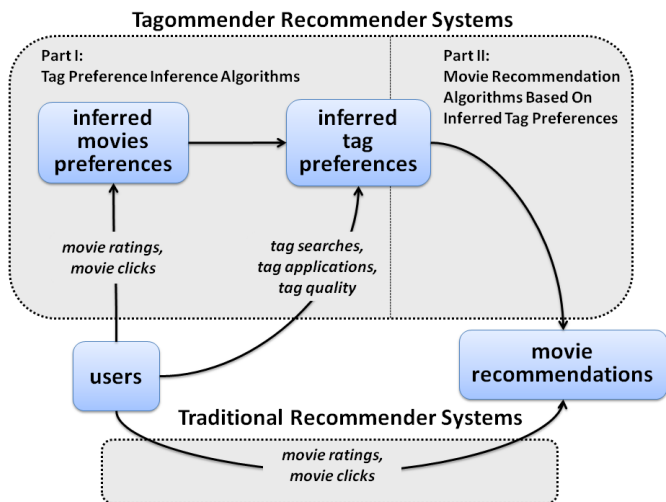 Tagommender Recommender Systems
Part I:
Tag Preference Inference Algorithms
Part II:
Movie Recommendation
Algorithms Based On
Inferred Tag Preferences
inferred
movies
preferences
inferred
tag
preferences
movie ratings,
movie clicks
tag searches,
tag applications,
tag quality
users
movie
recommendations
Traditional Recommender Systems
movie ratings,
movie clicks